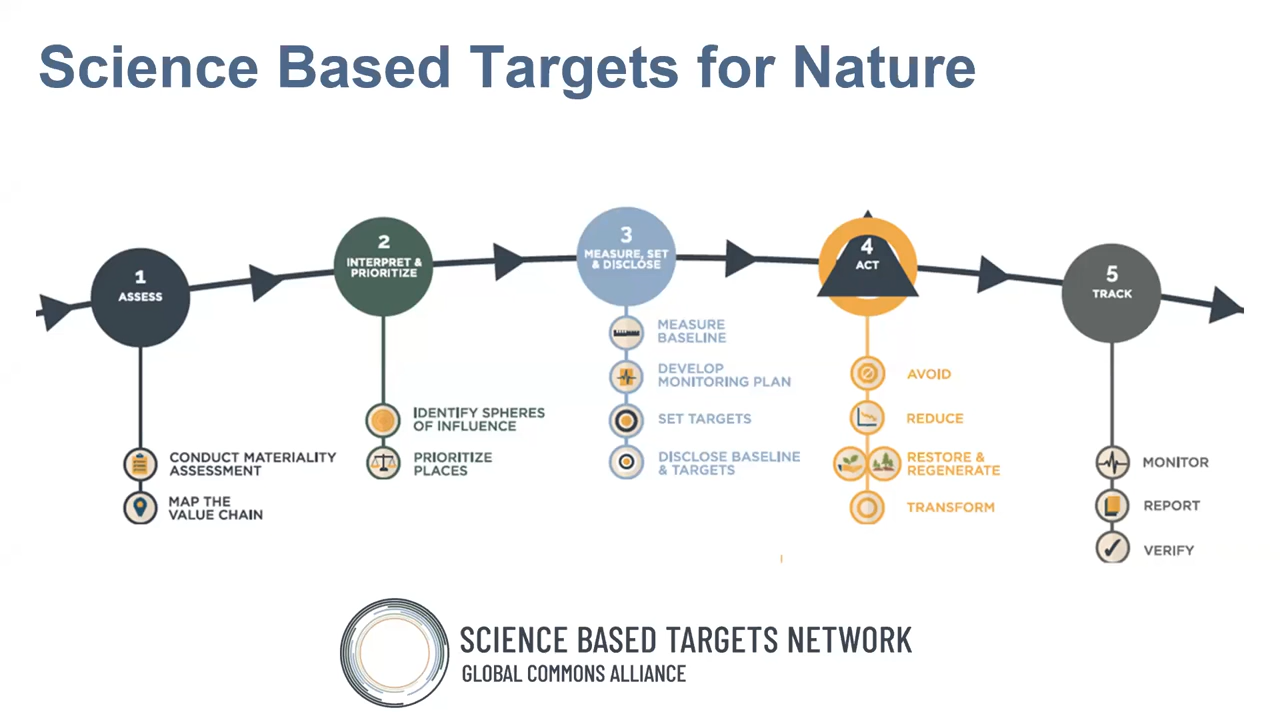 Science Based Targets for Nature
1
ASSESS
CONDUCT MATERIALITY
ASSESSMENT
MAP THE
VALUE CHAIN
2
INTERPRET &
PRIORITIZE
IDENTIFY SPHERES
OF INFLUENCE
PRIORITIZE
PLACES
3
MEASURE, SET
& DISCLOSE
MEASURE
BASELINE
DEVELOP
MONITORING PLAN
SET TARGETS
DISCLOSE BASELINE
& TARGETS
4
ACT
AVOID
REDUCE
RESTORE &
REGENERATE
TRANSFORM
5
TRACK
MONITOR
REPORT
VERIFY
SCIENCE BASED TARGETS NETWORK
GLOBAL COMMONS ALLIANCE